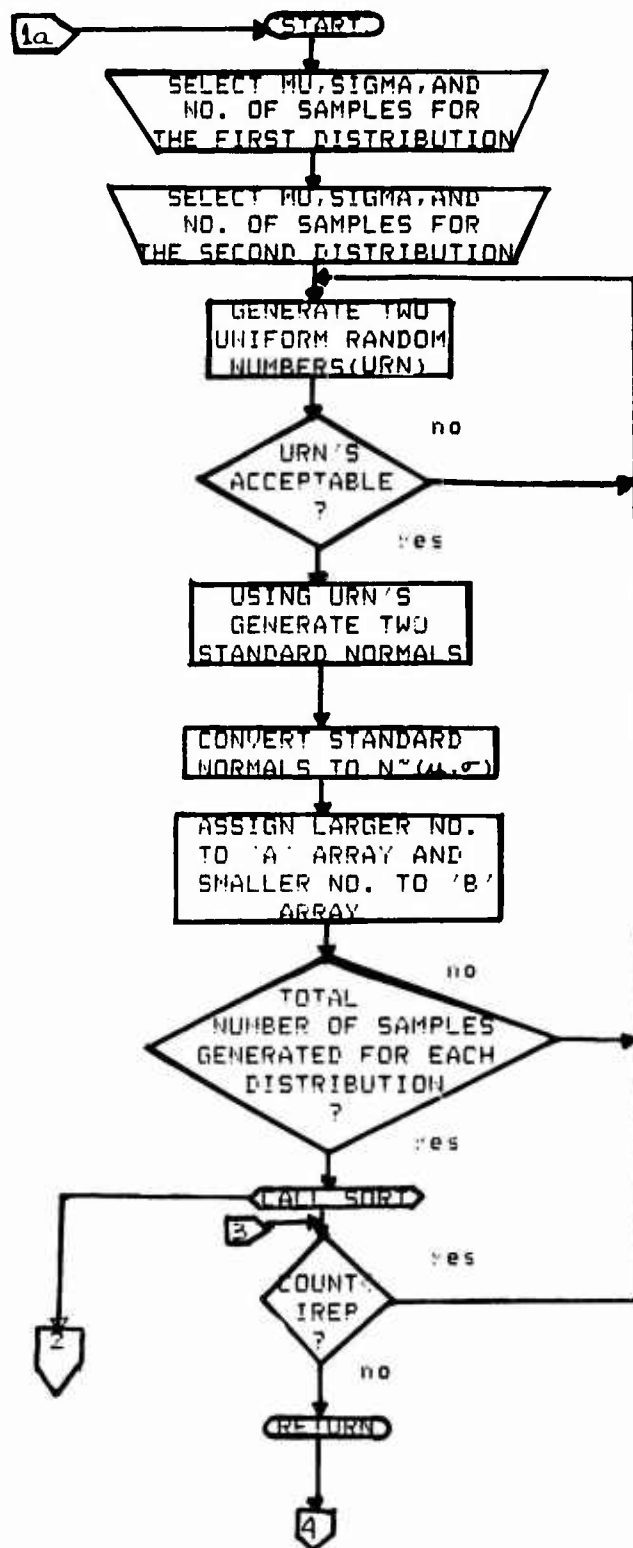 1a
START
SELECT MU,SIGMA,AND
NO. OF SAMPLES FOR
THE FIRST DISTRIBUTION
SELECT MU,SIGMA,AND
NO. OF SAMPLES FOR
THE SECOND DISTRIBUTION
GENERATE TWO
UNIFORM RANDOM
NUMBERS(URN)
no
URN'S
ACCEPTABLE
?
yes
USING URN'S
GENERATE TWO
STANDARD NORMALS
CONVERT STANDARD
NORMALS TO N~(μ,σ)
ASSIGN LARGER NO.
TO 'A' ARRAY AND
SMALLER NO. TO 'B'
ARRAY
no
TOTAL
NUMBER OF SAMPLES
GENERATED FOR EACH
DISTRIBUTION
?
yes
CALL SORT
3
yes
COUNT<
IREP
?
2
no
RETURN
4